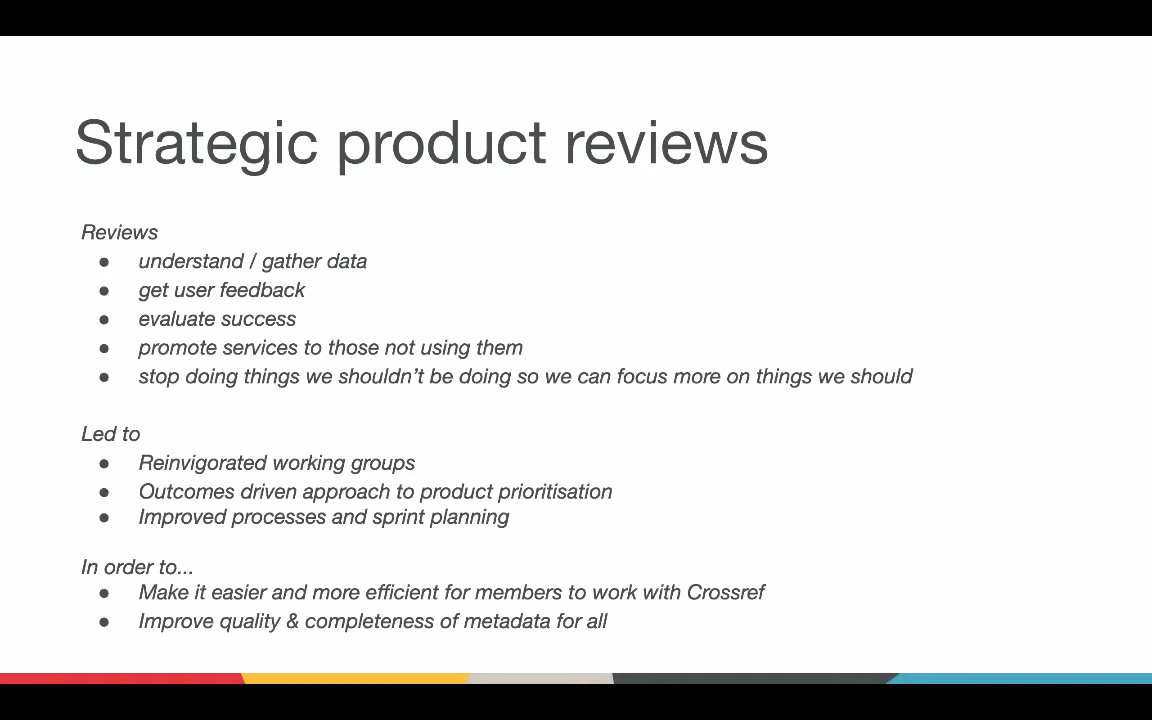 Strategic product reviews
Reviews
● understand / gather data
● get user feedback
● evaluate success
● promote services to those not using them
● stop doing things we shouldn’t be doing so we can focus more on things we should
Led to
● Reinvigorated working groups
● Outcomes driven approach to product prioritisation
● Improved processes and sprint planning
In order to...
● Make it easier and more efficient for members to work with Crossref
● Improve quality & completeness of metadata for all